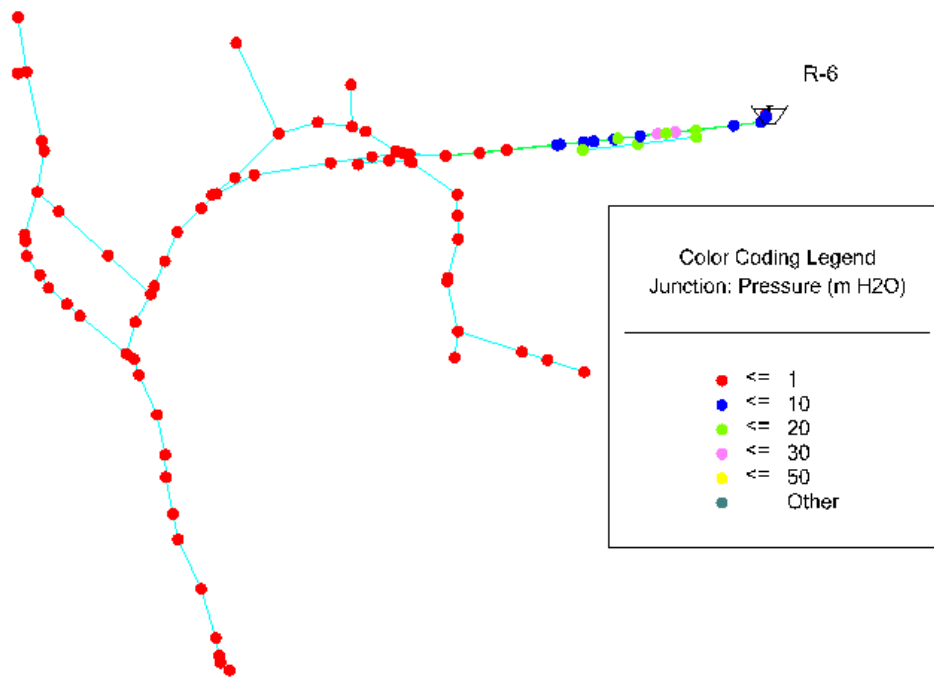 R-6
Color Coding Legend
Junction: Pressure (m H2O)
<= 1
<= 10
<= 20
<= 30
<= 50
Other